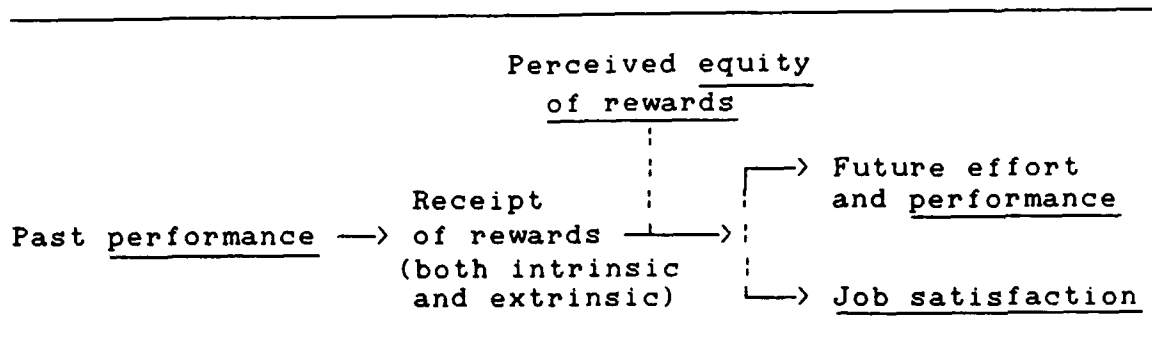 Perceived equity
of rewards
Past performance
Receipt
of rewards
(both intrinsic
and extrinsic)
Future effort
and performance
Job satisfaction